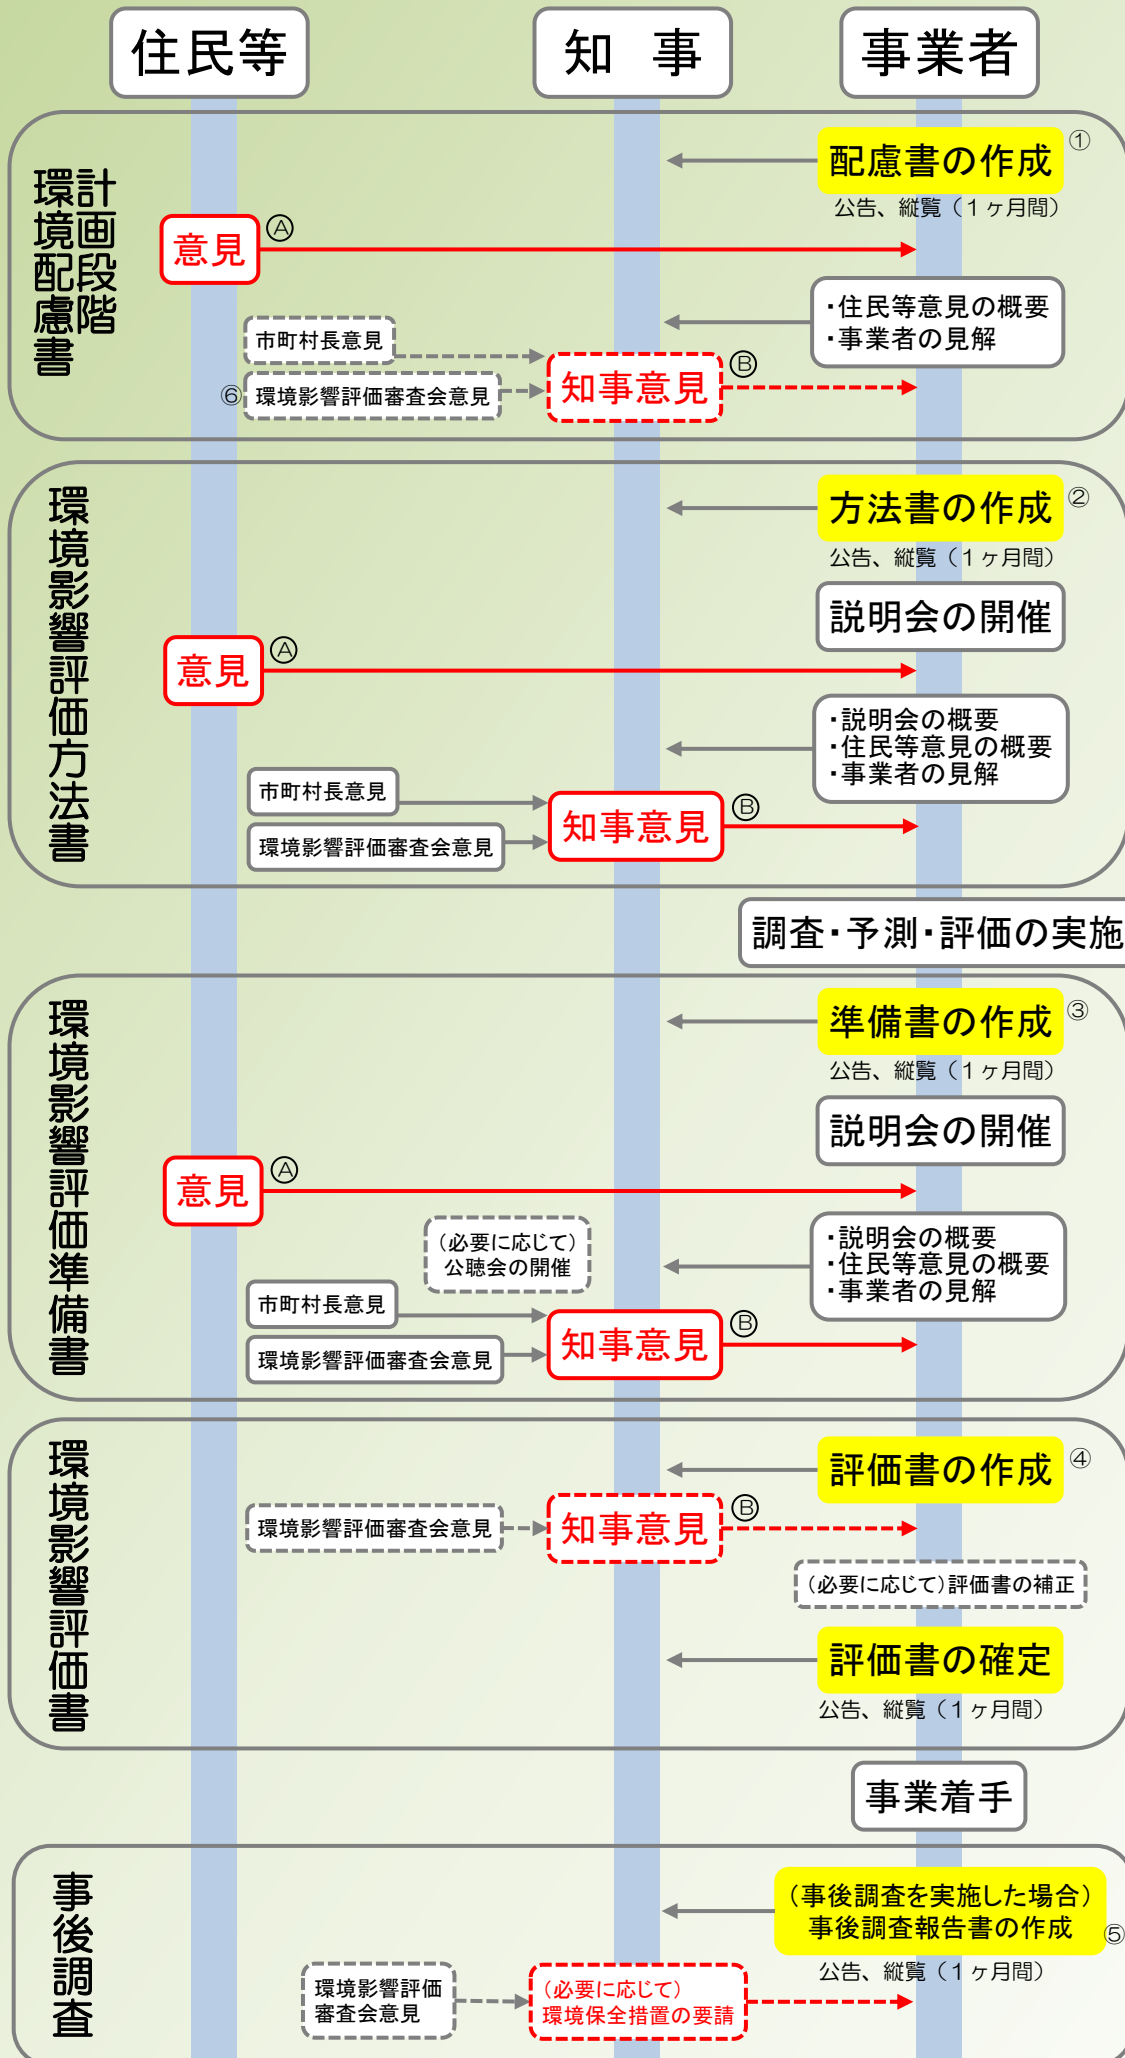 住民等
知 事
事業者
計画段階
環境配慮書
配慮書の作成 ①
公告、縦覧（1ヶ月間）
意見 Ⓐ
・住民等意見の概要
・事業者の見解
市町村長意見
⑥ 環境影響評価審査会意見
知事意見 Ⓑ
環境影響評価方法書
方法書の作成 ②
公告、縦覧（1ヶ月間）
説明会の開催
意見 Ⓐ
・説明会の概要
・住民等意見の概要
・事業者の見解
市町村長意見
環境影響評価審査会意見
知事意見 Ⓑ
調査・予測・評価の実施
環境影響評価準備書
準備書の作成 ③
公告、縦覧（1ヶ月間）
説明会の開催
意見 Ⓐ
（必要に応じて）
公聴会の開催
・説明会の概要
・住民等意見の概要
・事業者の見解
市町村長意見
環境影響評価審査会意見
知事意見 Ⓑ
環境影響評価書
評価書の作成 ④
環境影響評価審査会意見
知事意見 Ⓑ
（必要に応じて）評価書の補正
評価書の確定
公告、縦覧（1ヶ月間）
事業着手
事後調査
（事後調査を実施した場合）
事後調査報告書の作成 ⑤
公告、縦覧（1ヶ月間）
環境影響評価
審査会意見
（必要に応じて）
環境保全措置の要請